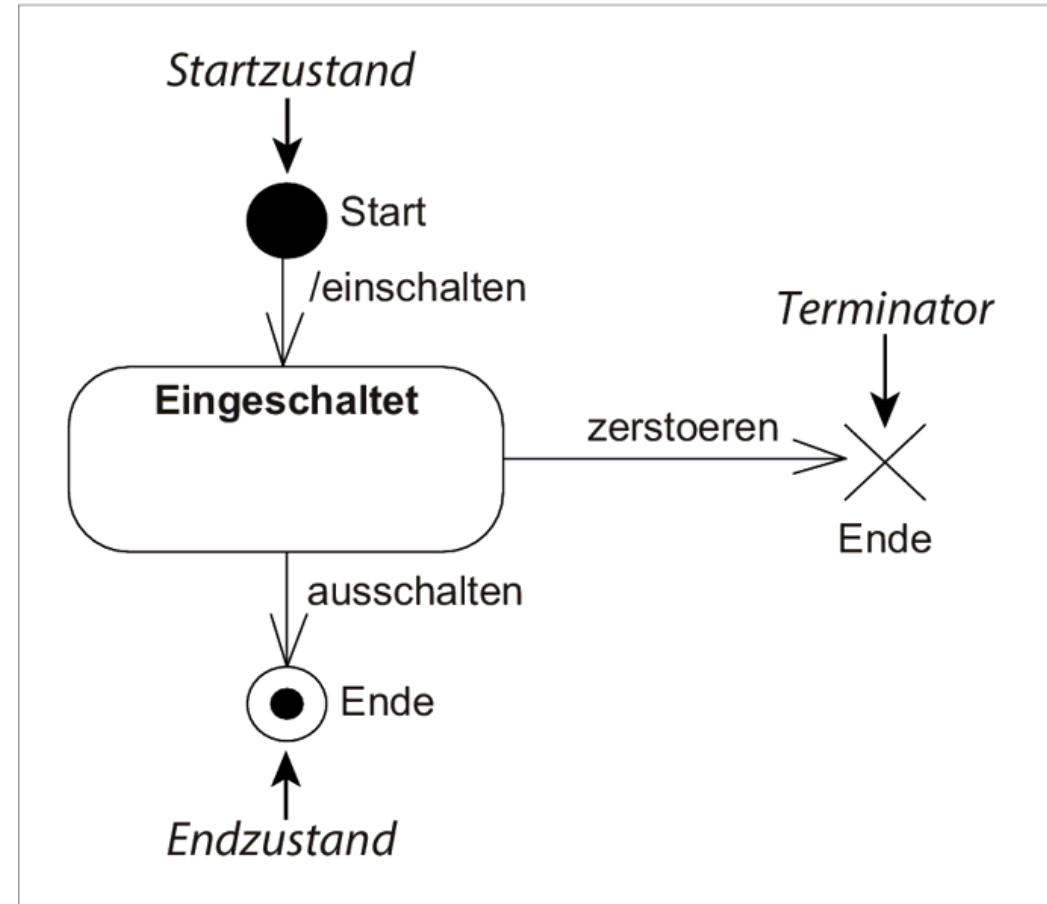 Startzustand
Start
/einschalten
Terminator
Eingeschaltet
zerstoeren
Ende
ausschalten
Ende
Endzustand